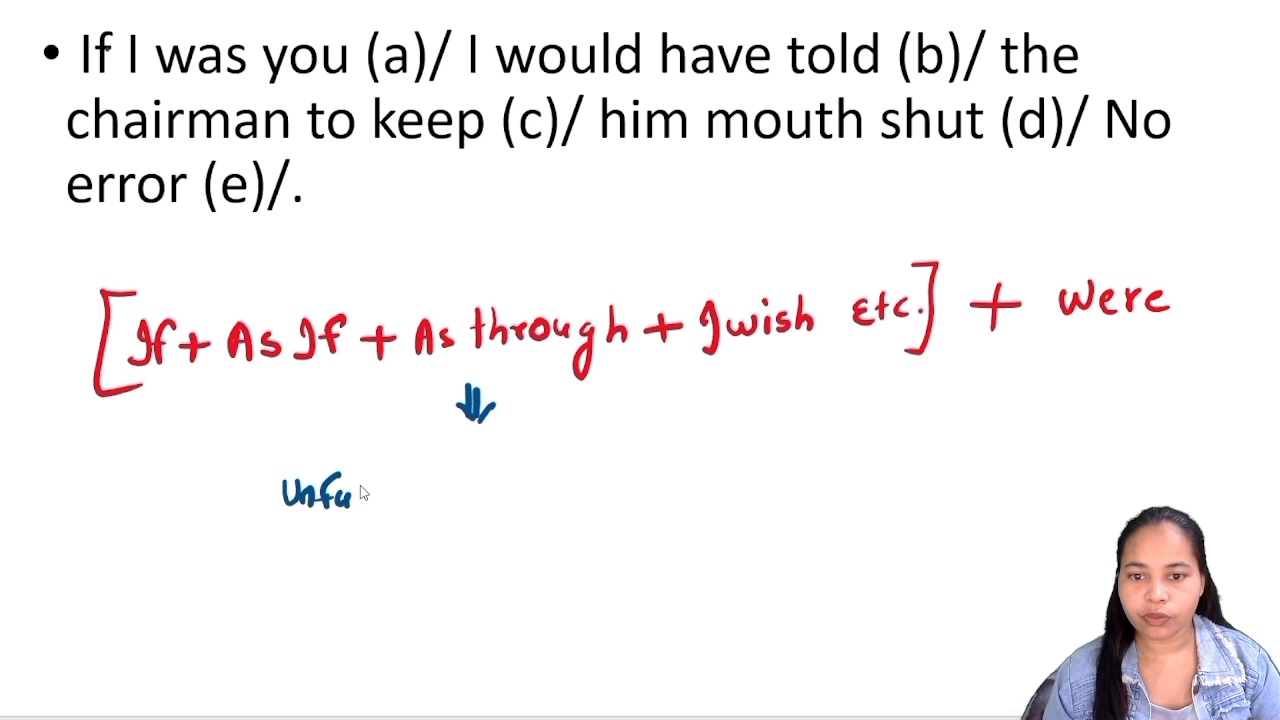 • If I was you (a)/ I would have told (b)/ the
chairman to keep (c)/ him mouth shut (d)/ No
error (e)/.
[If + As If + As through + I wish Etc.] + Were
Unfu